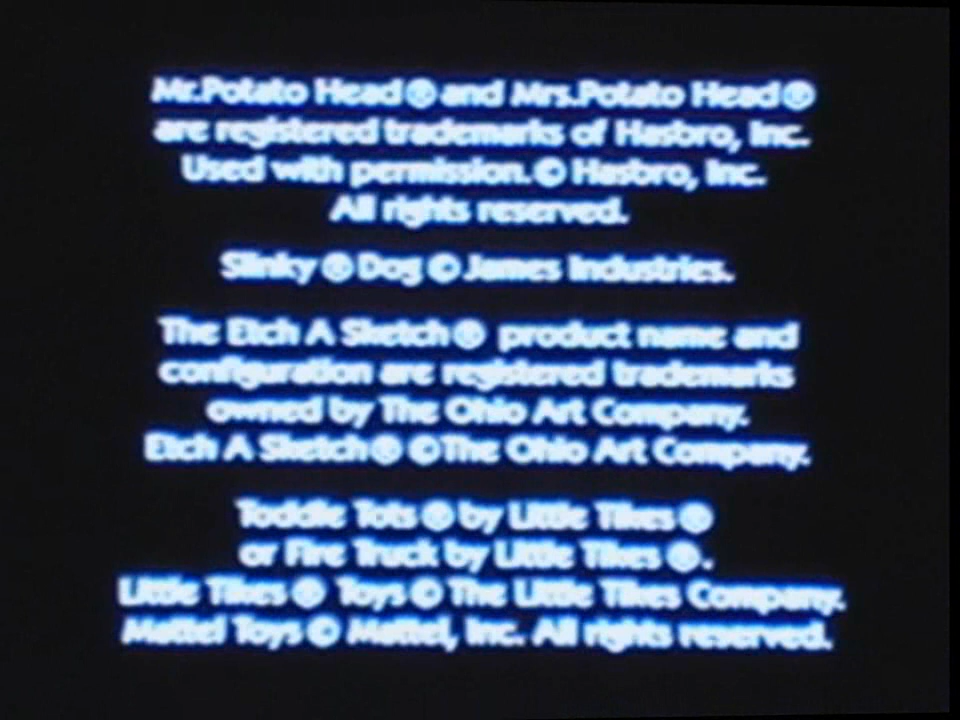 Mr.Potato Head® and Mrs.Potato Head®
are registered trademarks of Hasbro, Inc.
Used with permission.© Hasbro, Inc.
All rights reserved.
Slinky ® Dog © James Industries.
The Etch A Sketch® product name and
configuration are registered trademarks
owned by The Ohio Art Company.
Etch A Sketch® ©The Ohio Art Company.
Toddle Tots® by Little Tikes®
or Fire Truck by Little Tikes ®.
Little Tikes® Toys© The Little Tikes Company.
Mattel Toys© Mattel, Inc. All rights reserved.